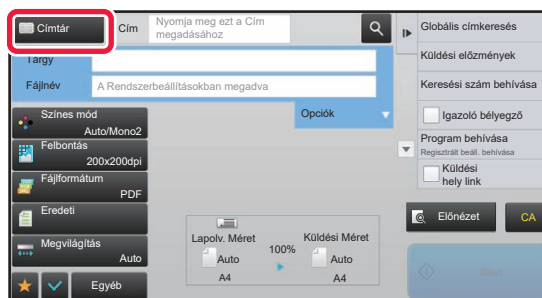 Címtár
Cím
Nyomja meg ezt a Cím
megadásához
Tárgy
Fájlnév
A Rendszerbeállításokban megadva
Opciók
Színes mód
Auto/Mono2
Felbontás
200x200dpi
Fájlformátum
PDF
Eredeti
Megvilágítás
Auto
Egyéb
Lapolv. Méret
Auto
A4
100%
Küldési Méret
Auto
A4
Globális címkeresés
Küldési előzmények
Keresési szám behívása
Igazoló bélyegző
Program behívása
Regisztrált beáll. behívása
Küldési
hely link
Előnézet
CA
Start